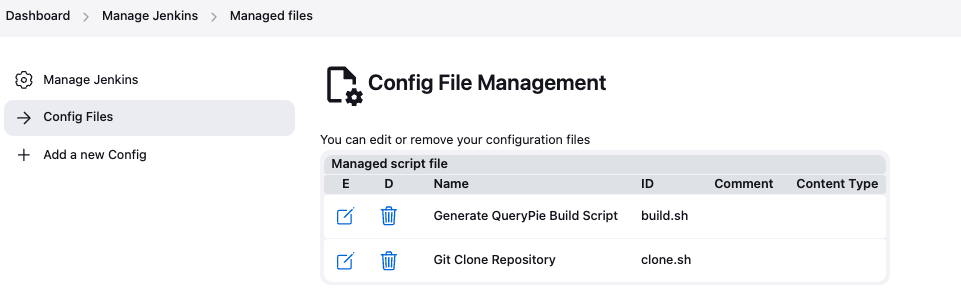 Dashboard > Manage Jenkins > Managed files
Manage Jenkins
Config Files
Add a new Config
Config File Management
You can edit or remove your configuration files
Managed script file
E D Name ID Comment Content Type
Generate QueryPie Build Script build.sh
Git Clone Repository clone.sh